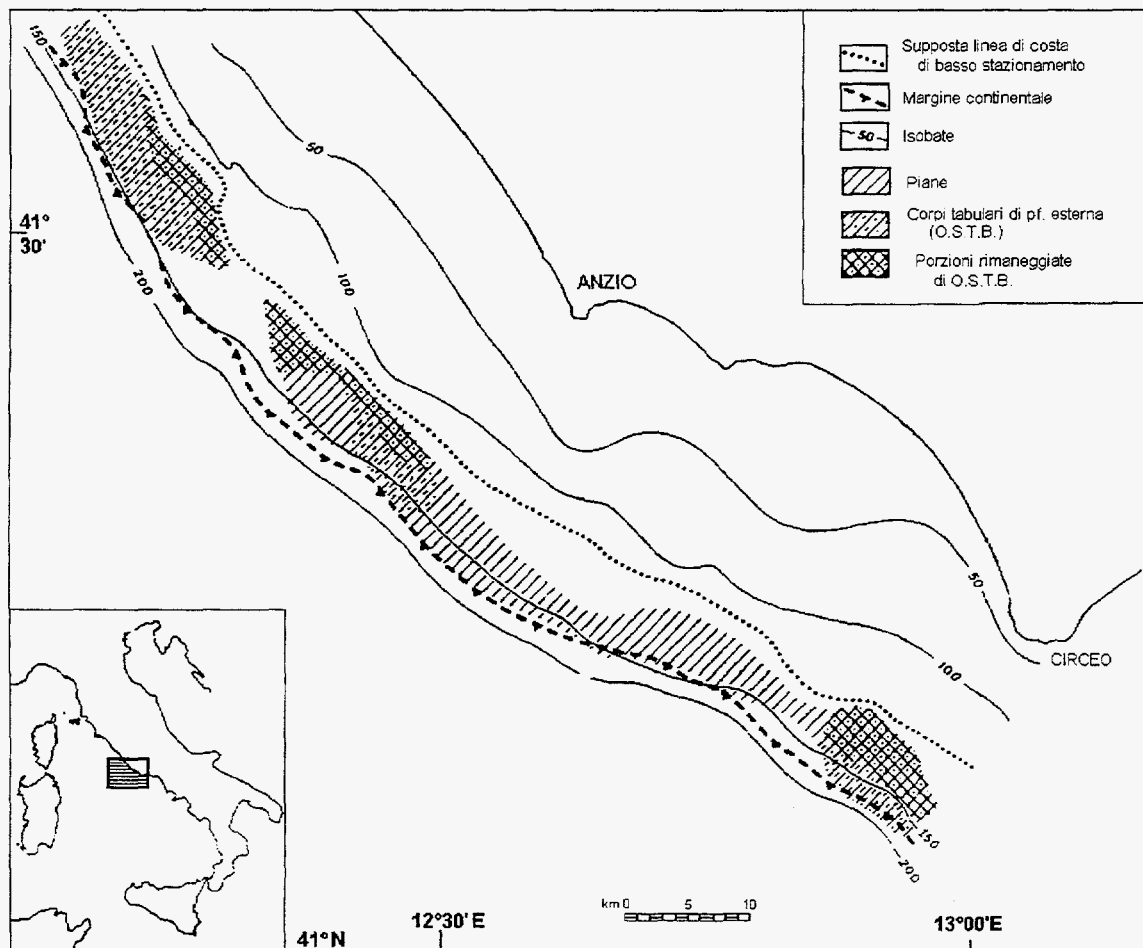 Supposta linea di costa
di basso stazionamento
Margine continentale
50
Isobate
Piane
Corpi tabulari di pf. esterna
(O.S.T.B.)
Porzioni rimaneggiate
di O.S.T.B.
150
50
41°
30'
200
100
ANZIO
50
100
CIRCEO
150
200
km 0 5 10
12°30' E
13°00'E
41°N